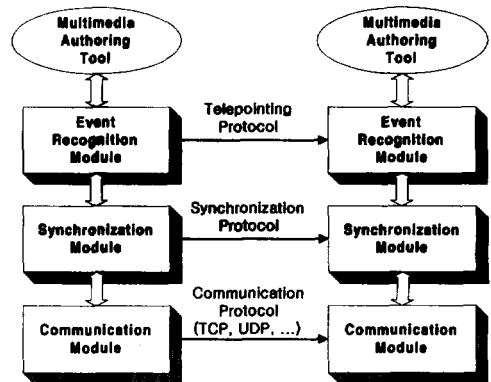 Multimedia
Authoring
Tool
Multimedia
Authoring
Tool
Event
Recognition
Module
Telepointing
Protocol
Event
Recognition
Module
Synchronization
Module
Synchronization
Protocol
Synchronization
Module
Communication
Module
Communication
Protocol
(TCP, UDP, ...)
Communication
Module